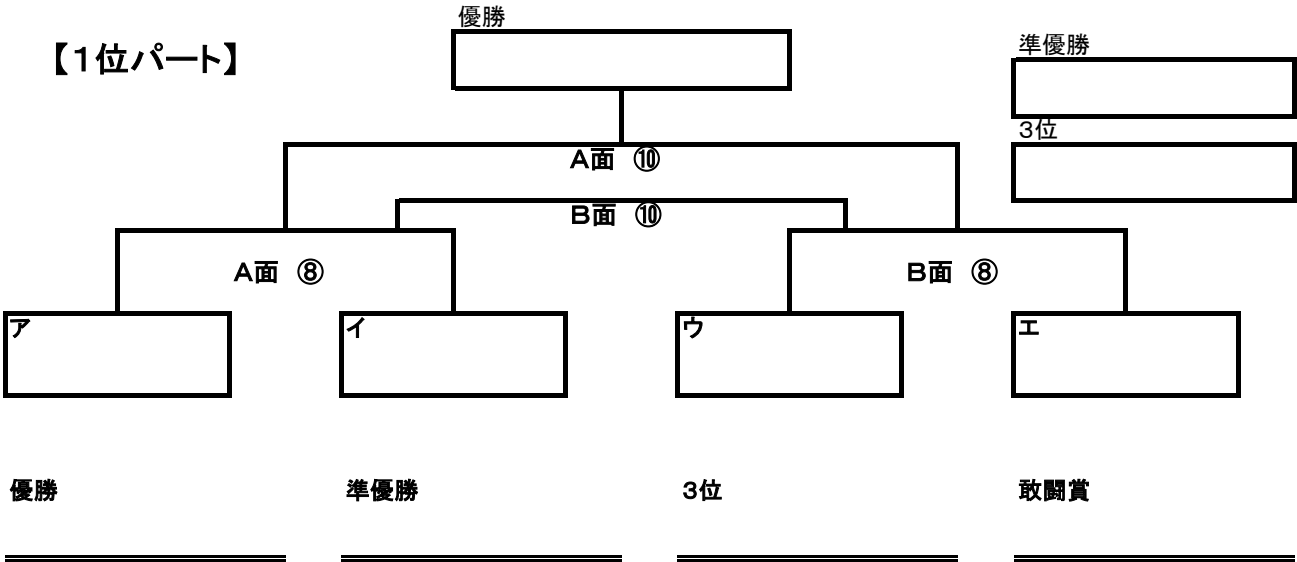 優勝
【1位パート】
準優勝
3位
A面 ⑩
B面 ⑩
A面 ⑧
B面 ⑧
ア
イ
ウ
エ
優勝
準優勝
3位
敢闘賞